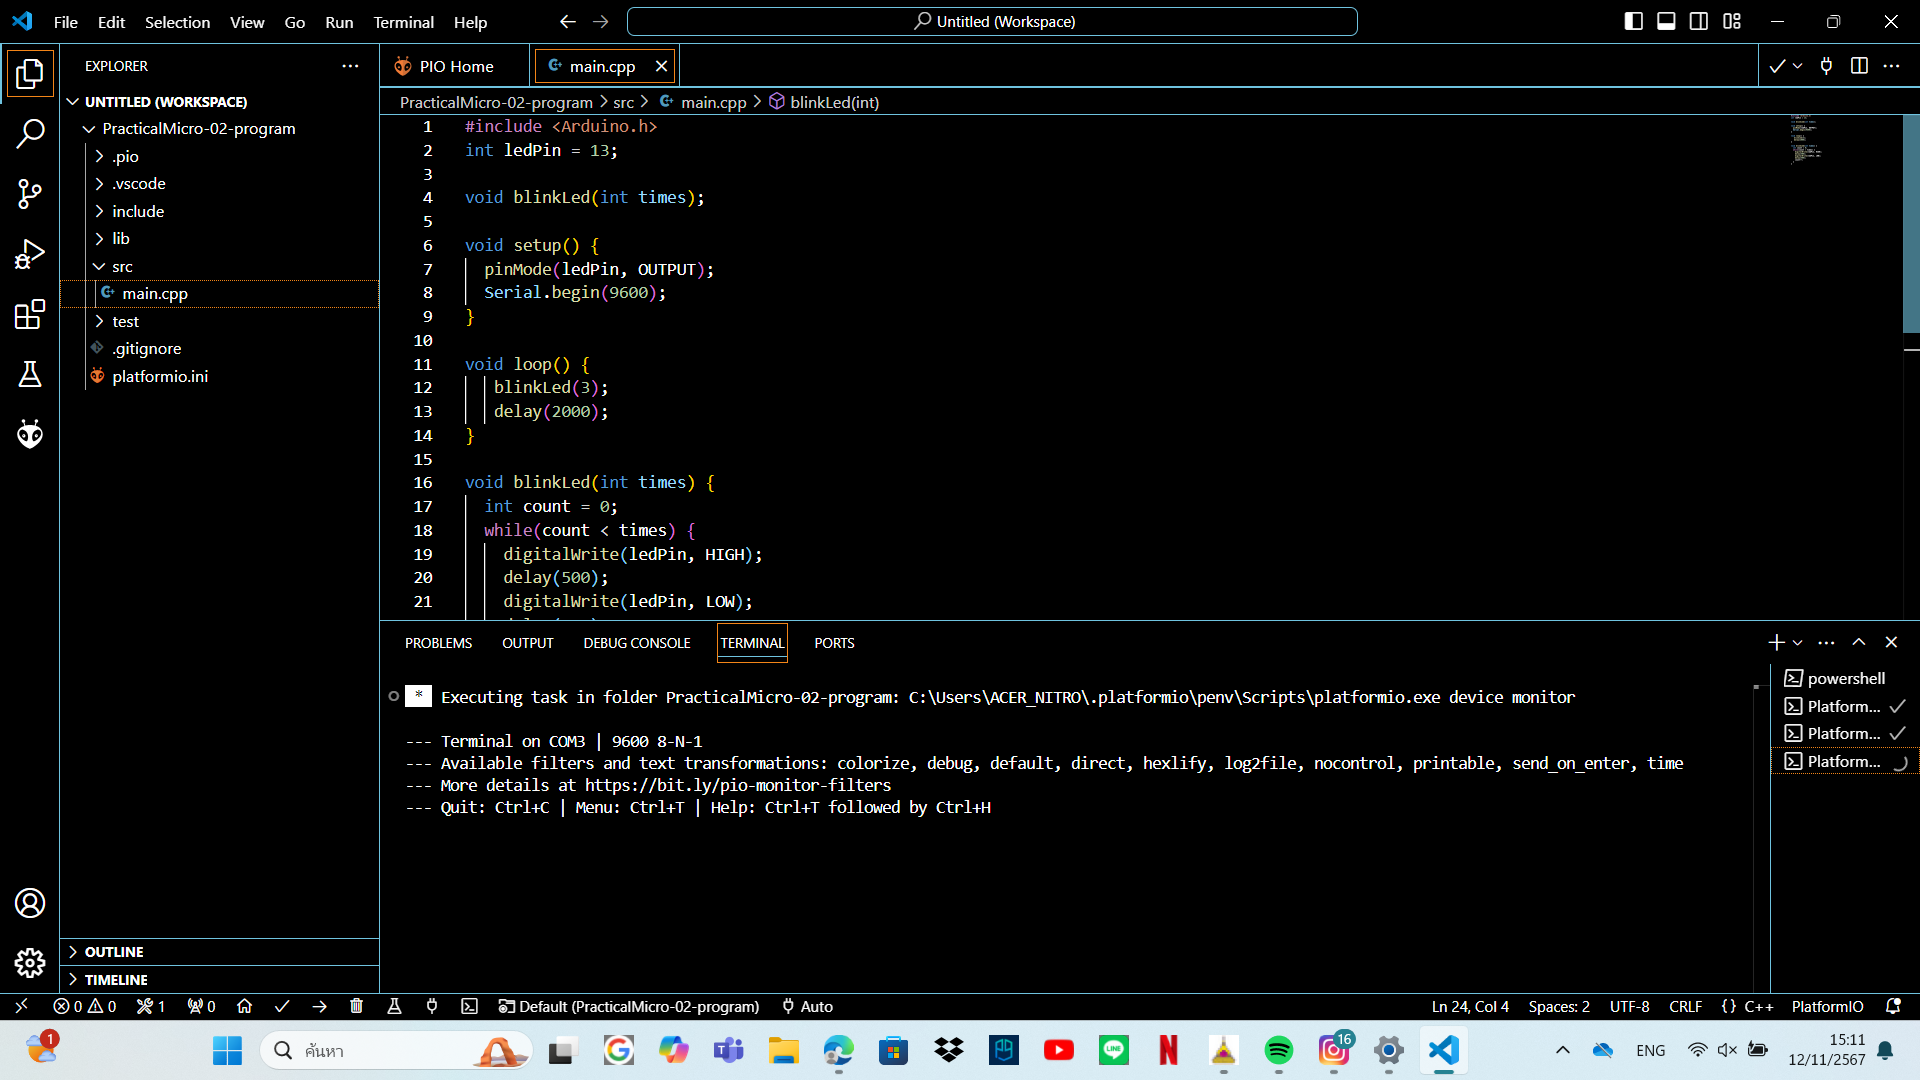 File Edit Selection View Go Run Terminal Help
Untitled (Workspace)
EXPLORER
UNTITLED (WORKSPACE)
PracticalMicro-02-program
.pio
.vscode
include
lib
src
main.cpp
test
.gitignore
platformio.ini
OUTLINE
TIMELINE
PIO Home
main.cpp
PracticalMicro-02-program > src > main.cpp > blinkLed(int)
1 #include <Arduino.h>
2 int ledPin = 13;
3
4 void blinkLed(int times);
5
6 void setup() {
7 pinMode(ledPin, OUTPUT);
8 Serial.begin(9600);
9 }
10
11 void loop() {
12 blinkLed(3);
13 delay(2000);
14 }
15
16 void blinkLed(int times) {
17 int count = 0;
18 while(count < times) {
19 digitalWrite(ledPin, HIGH);
20 delay(500);
21 digitalWrite(ledPin, LOW);
PROBLEMS OUTPUT DEBUG CONSOLE TERMINAL PORTS
* Executing task in folder PracticalMicro-02-program: C:\Users\ACER_NITRO\.platformio\penv\Scripts\platformio.exe device monitor
--- Terminal on COM3 | 9600 8-N-1
--- Available filters and text transformations: colorize, debug, default, direct, hexlify, log2file, nocontrol, printable, send_on_enter, time
--- More details at https://bit.ly/pio-monitor-filters
--- Quit: Ctrl+C | Menu: Ctrl+T | Help: Ctrl+T followed by Ctrl+H
powershell
Platform...
Platform...
Platform...
0 0 1 0 Default (PracticalMicro-02-program) Auto
Ln 24, Col 4 Spaces: 2 UTF-8 CRLF {} C++ PlatformIO
1
ค้นหา
LINE
16
ENG
15:11
12/11/2567